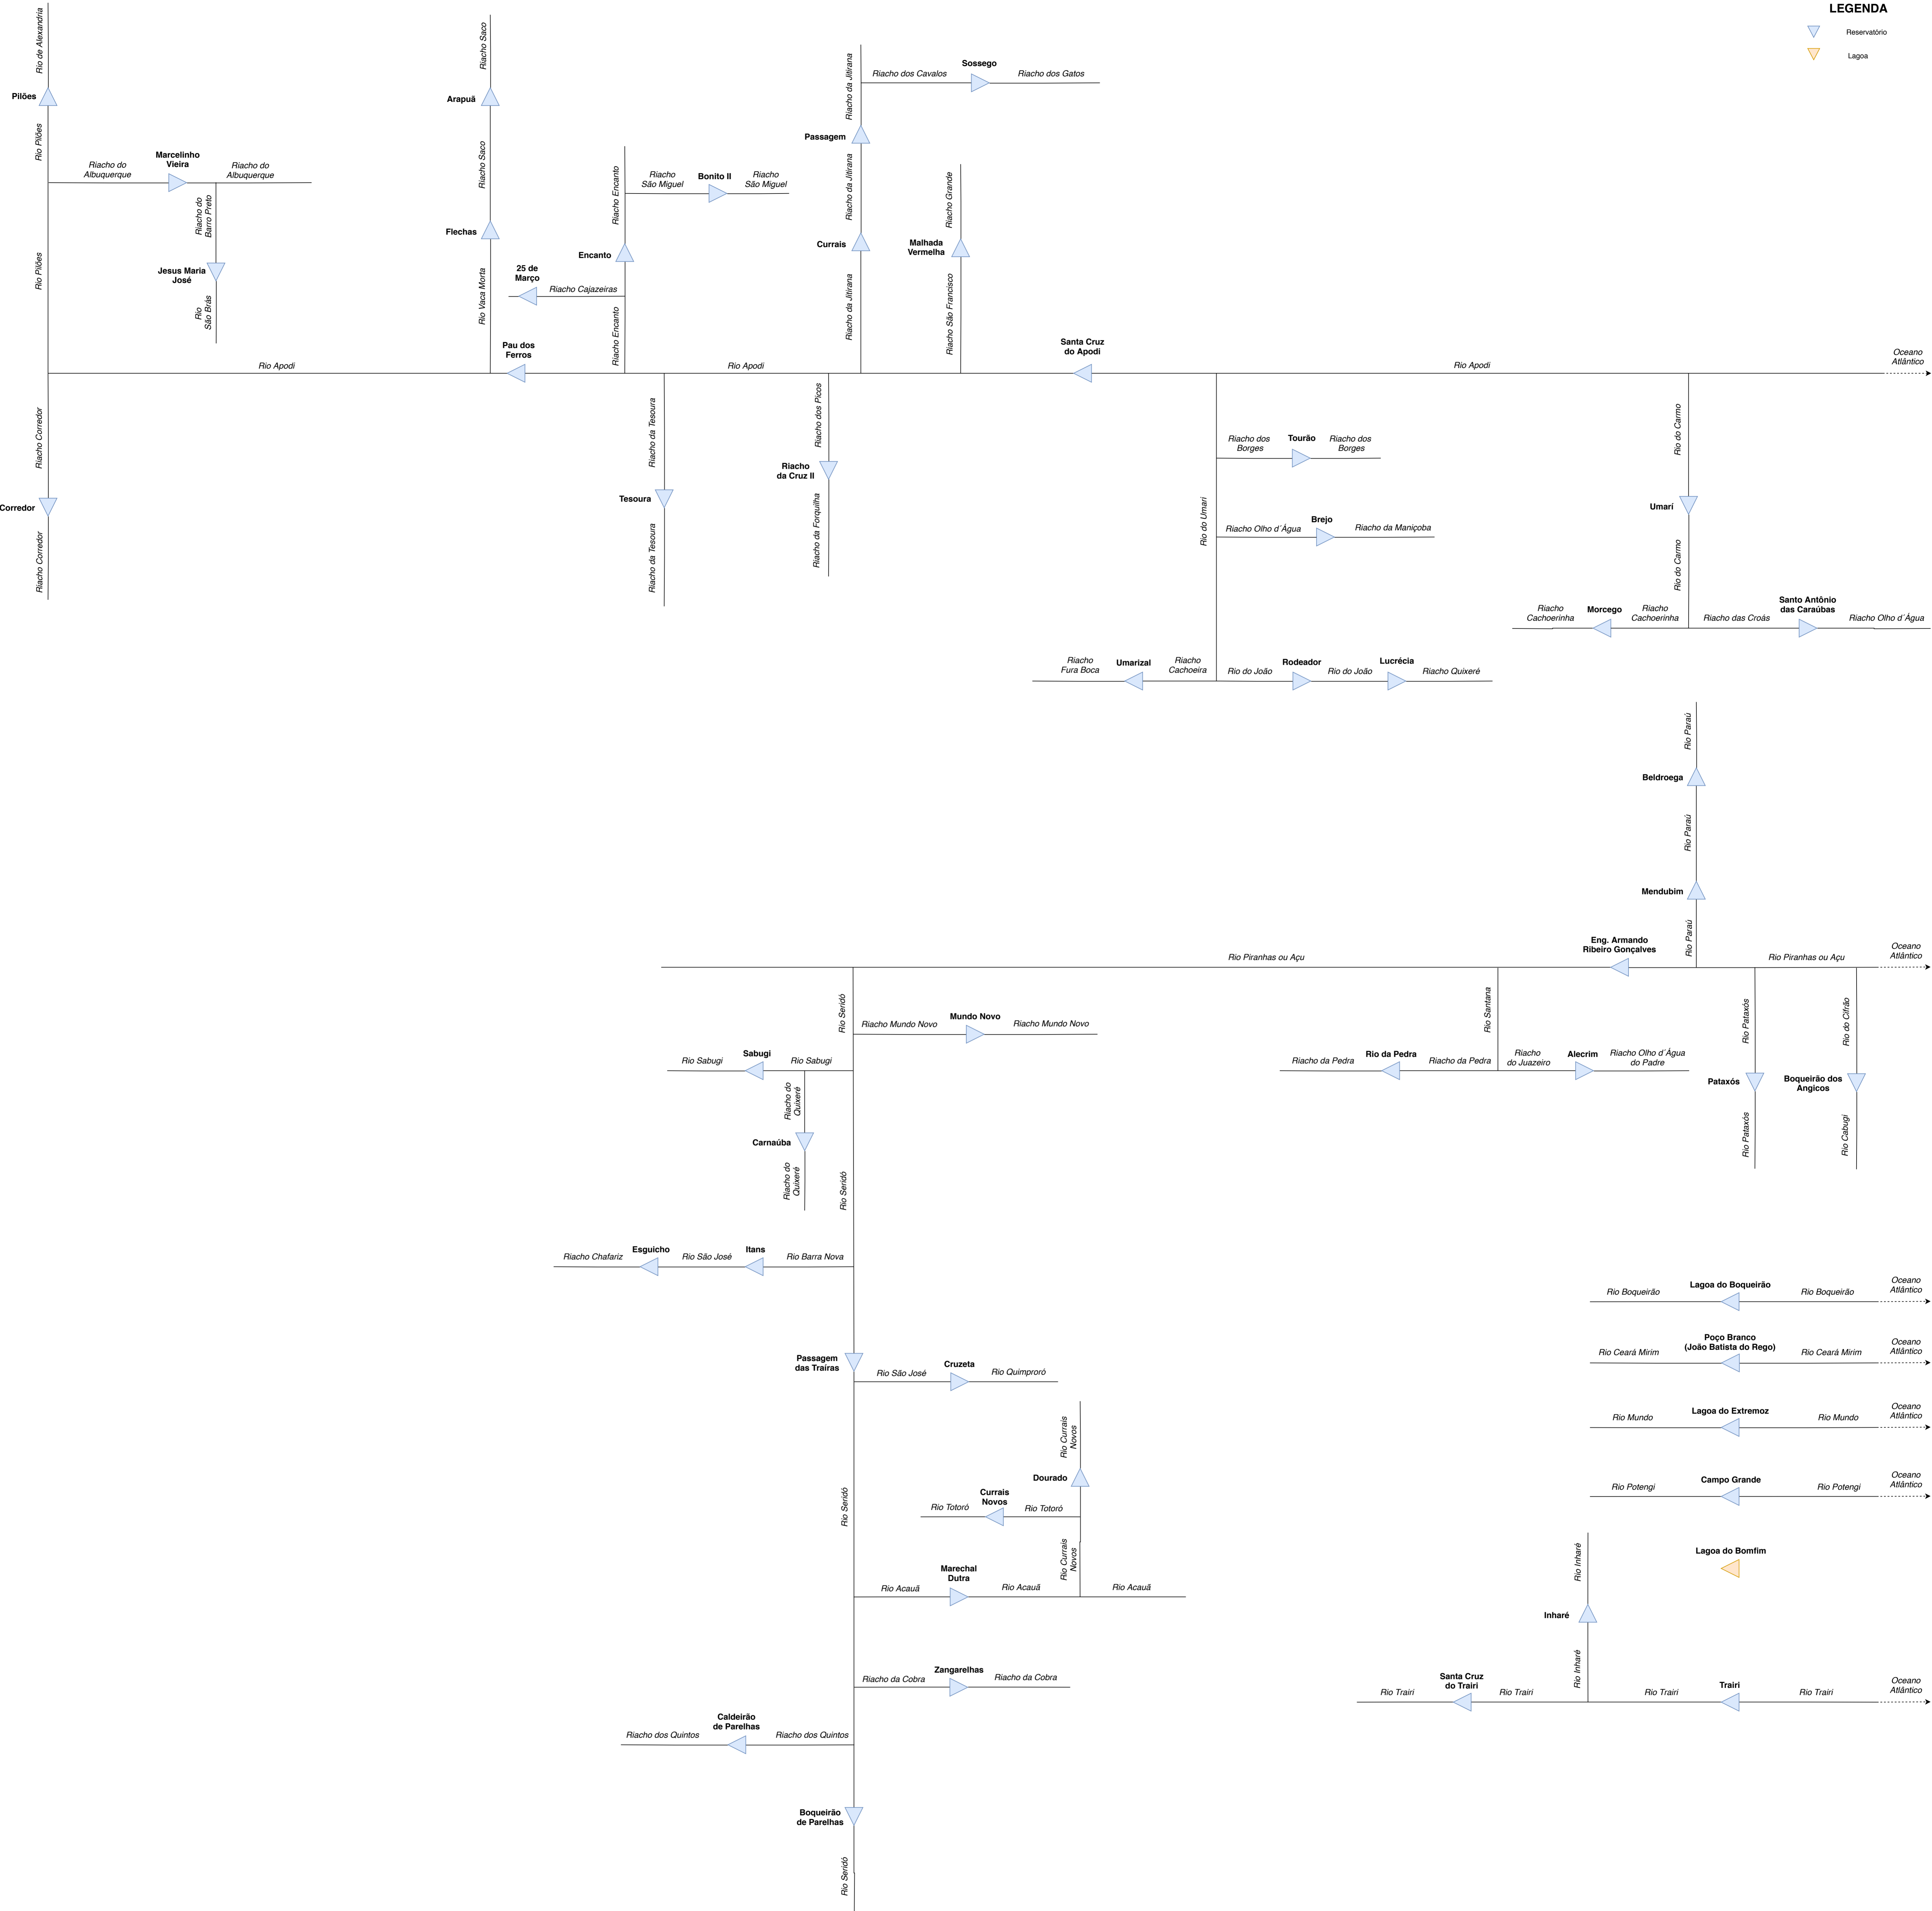 LEGENDA
Reservatório
Lagoa
Rio de Alexandria
Pilões
Rio Pilões
Riacho do
Albuquerque
Marcelinho
Vieira
Riacho do
Albuquerque
Riacho do
Barro Preto
Rio Pilões
Jesus Maria
José
Rio
São Brás
Riacho Saco
Arapuã
Riacho Saco
Flechas
Rio Vaca Morta
Riacho Encanto
Riacho
São Miguel
Bonito II
Riacho
São Miguel
Encanto
25 de
Março
Riacho Cajazeiras
Riacho Encanto
Riacho da Jitirana
Riacho dos Cavalos
Sossego
Riacho dos Gatos
Passagem
Riacho da Jitirana
Currais
Riacho da Jitirana
Riacho Grande
Malhada
Vermelha
Riacho São Francisco
Rio Apodi
Pau dos
Ferros
Rio Apodi
Santa Cruz
do Apodi
Rio Apodi
Oceano
Atlântico
Riacho Corredor
Corredor
Riacho Corredor
Riacho da Tesoura
Tesoura
Riacho da Tesoura
Riacho dos Picos
Riacho
da Cruz II
Riacho da Forquilha
Riacho dos
Borges
Tourão
Riacho dos
Borges
Rio do Umari
Riacho Olho d´Água
Brejo
Riacho da Maniçoba
Riacho
Fura Boca
Umarizal
Riacho
Cachoeira
Rio do João
Rodeador
Rio do João
Lucrécia
Riacho Quixeré
Rio do Carmo
Umarí
Rio do Carmo
Riacho
Cachoerinha
Morcego
Riacho
Cachoerinha
Riacho das Croás
Santo Antônio
das Caraúbas
Riacho Olho d´Água
Rio Paraú
Beldroega
Rio Paraú
Mendubim
Rio Paraú
Rio Piranhas ou Açu
Eng. Armando
Ribeiro Gonçalves
Rio Piranhas ou Açu
Oceano
Atlântico
Rio Seridó
Riacho Mundo Novo
Mundo Novo
Riacho Mundo Novo
Rio Sabugi
Sabugi
Rio Sabugi
Riacho do
Quixeré
Carnaúba
Riacho do
Quixeré
Rio Seridó
Rio Santana
Riacho da Pedra
Rio da Pedra
Riacho da Pedra
Riacho
do Juazeiro
Alecrim
Riacho Olho d´Água
do Padre
Rio Pataxós
Pataxós
Rio Pataxós
Rio do Cifrão
Boqueirão dos
Angicos
Rio Cabugi
Riacho Chafariz
Esguicho
Rio São José
Itans
Rio Barra Nova
Passagem
das Traíras
Rio São José
Cruzeta
Rio Quimproró
Rio Seridó
Rio Currais
Novos
Dourado
Rio Totoró
Currais
Novos
Rio Totoró
Rio Currais
Novos
Rio Acauã
Marechal
Dutra
Rio Acauã
Rio Acauã
Riacho da Cobra
Zangarelhas
Riacho da Cobra
Riacho dos Quintos
Caldeirão
de Parelhas
Riacho dos Quintos
Boqueirão
de Parelhas
Rio Seridó
Rio Boqueirão
Lagoa do Boqueirão
Rio Boqueirão
Oceano
Atlântico
Rio Ceará Mirim
Poço Branco
(João Batista do Rego)
Rio Ceará Mirim
Oceano
Atlântico
Rio Mundo
Lagoa do Extremoz
Rio Mundo
Oceano
Atlântico
Rio Potengi
Campo Grande
Rio Potengi
Oceano
Atlântico
Lagoa do Bomfim
Rio Inharé
Inharé
Rio Inharé
Rio Trairi
Santa Cruz
do Trairi
Rio Trairi
Rio Trairi
Trairi
Rio Trairi
Oceano
Atlântico